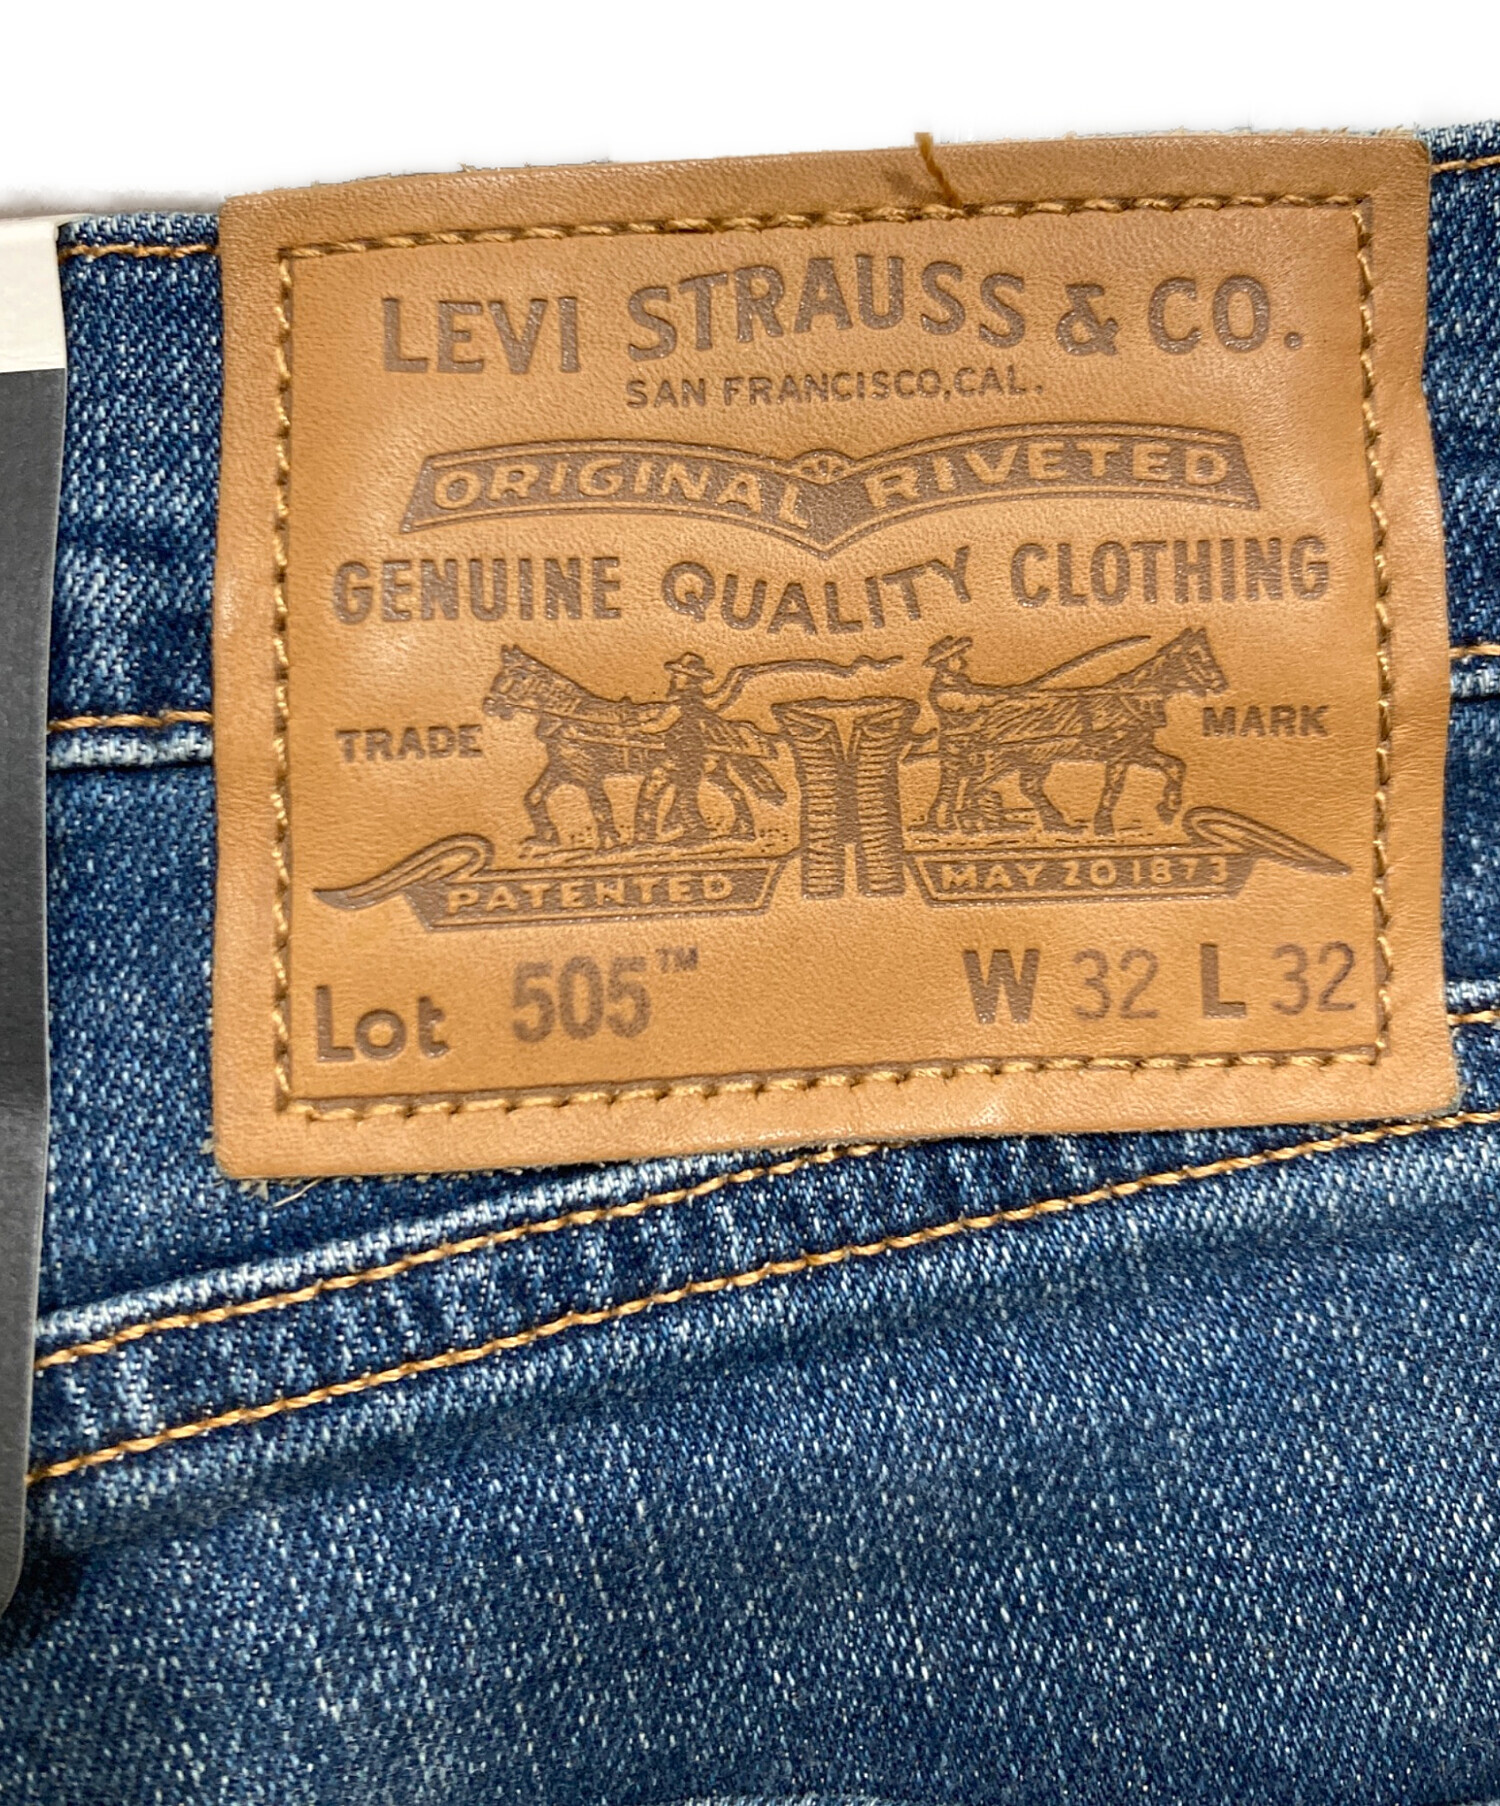 LEVI STRAUSS & CO.
SAN FRANCISCO, CAL.
ORIGINAL RIVETED
GENUINE QUALITY CLOTHING
TRADE MARK
PATENTED MAY 20 1873
Lot 505™ W 32 L 32